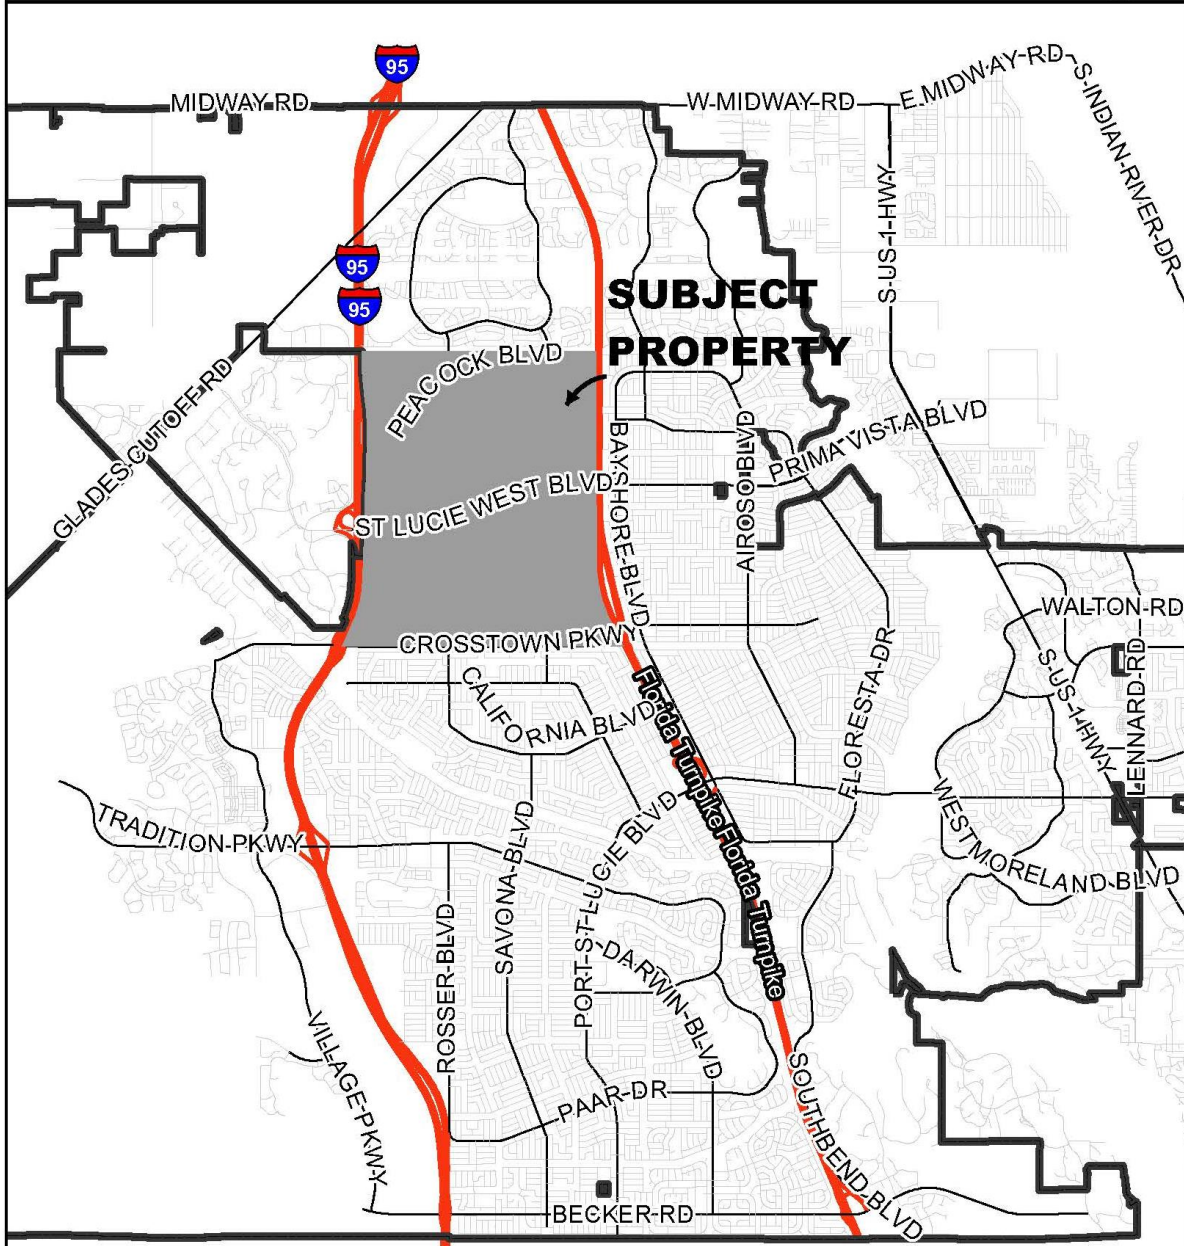 95
MIDWAY RD
W MIDWAY RD
E MIDWAY RD
S INDIAN RIVER DR
S US 1 HWY
95
95
SUBJECT
PROPERTY
PEACOCK BLVD
GLADES CUTOFF RD
BAYSHORE BLVD
AIROSO BLVD
PRIMA VISTA BLVD
ST LUCIE WEST BLVD
WALTON RD
CROSSTOWN PKWY
FLORESTA DR
S US 1 HWY
LENNARD RD
CALIFORNIA BLVD
Florida Turnpike
Florida Turnpike
TRADITION PKWY
WESTMORELAND BLVD
ROSSER BLVD
SAVONA BLVD
PORT ST LUCIE BLVD
DARWIN BLVD
VILLAGE PKWY
PAAR DR
SOUTHBEND BLVD
BECKER RD